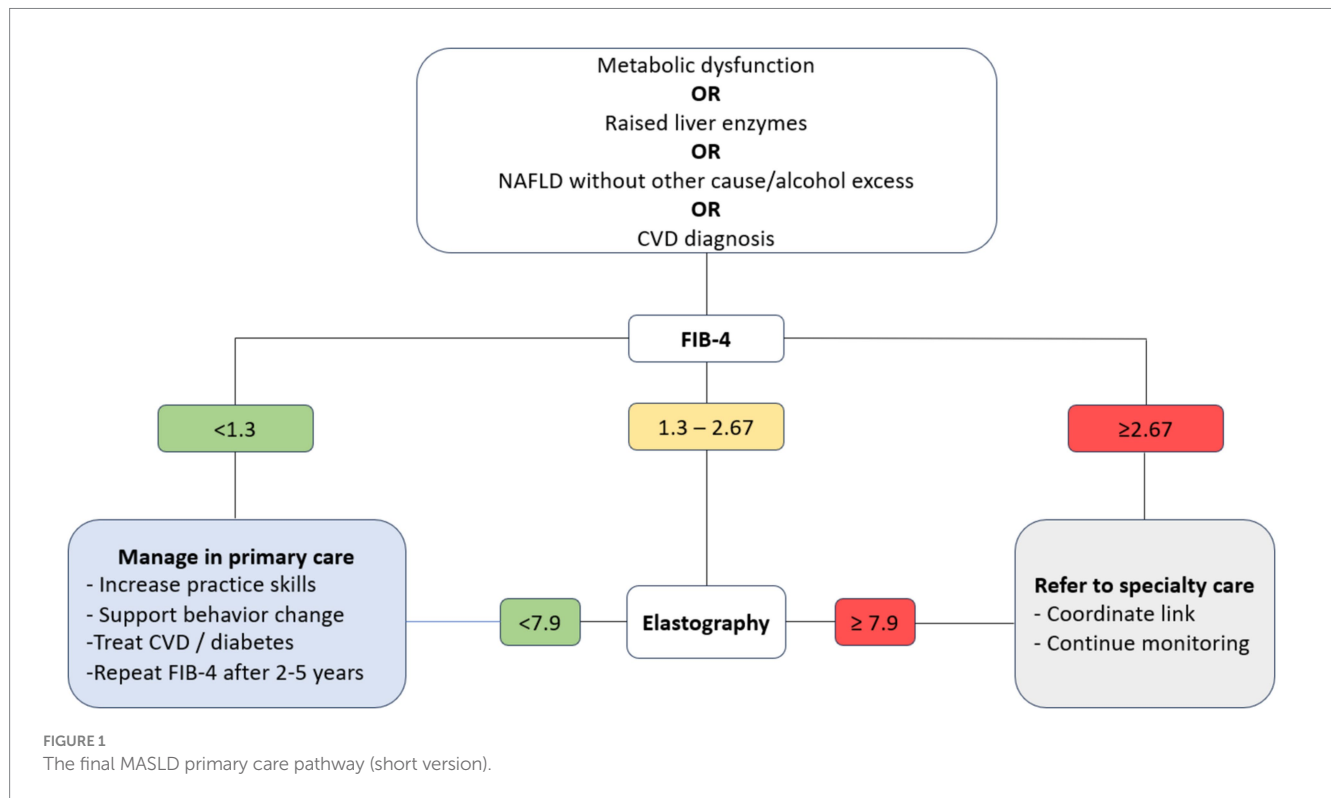 Metabolic dysfunction
OR
Raised liver enzymes
OR
NAFLD without other cause/alcohol excess
OR
CVD diagnosis
FIB-4
<1.3
1.3 – 2.67
≥2.67
Manage in primary care
- Increase practice skills
- Support behavior change
-Treat CVD / diabetes
-Repeat FIB-4 after 2-5 years
<7.9
Elastography
≥ 7.9
Refer to specialty care
- Coordinate link
- Continue monitoring
FIGURE 1
The final MASLD primary care pathway (short version).